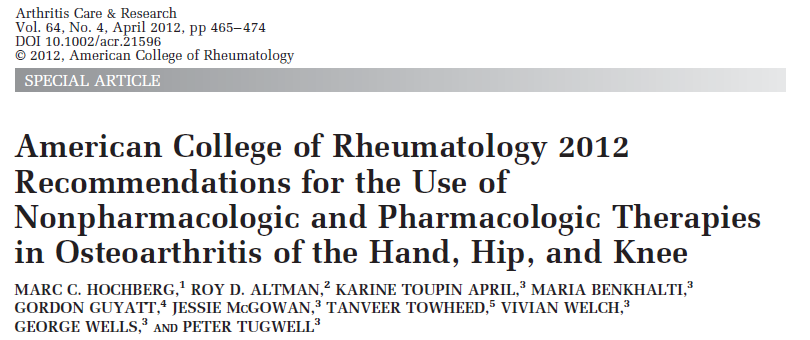 Arthritis Care & Research
Vol. 64, No. 4, April 2012, pp 465–474
DOI 10.1002/acr.21596
© 2012, American College of Rheumatology
SPECIAL ARTICLE
American College of Rheumatology 2012
Recommendations for the Use of
Nonpharmacologic and Pharmacologic Therapies
in Osteoarthritis of the Hand, Hip, and Knee
MARC C. HOCHBERG,¹ ROY D. ALTMAN,² KARINE TOUPIN APRIL,³ MARIA BENKHALTI,³
GORDON GUYATT,⁴ JESSIE McGOWAN,³ TANVEER TOWHEED,⁵ VIVIAN WELCH,³
GEORGE WELLS,³ AND PETER TUGWELL³